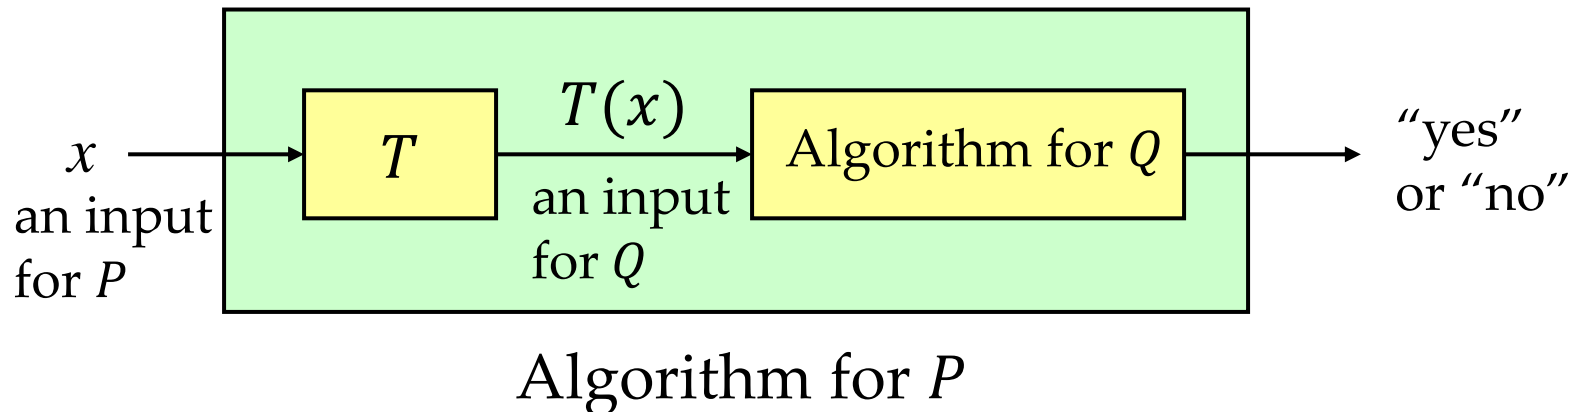 x
an input
for P
T
T(x)
an input
for Q
Algorithm for Q
“yes”
or “no”
Algorithm for P